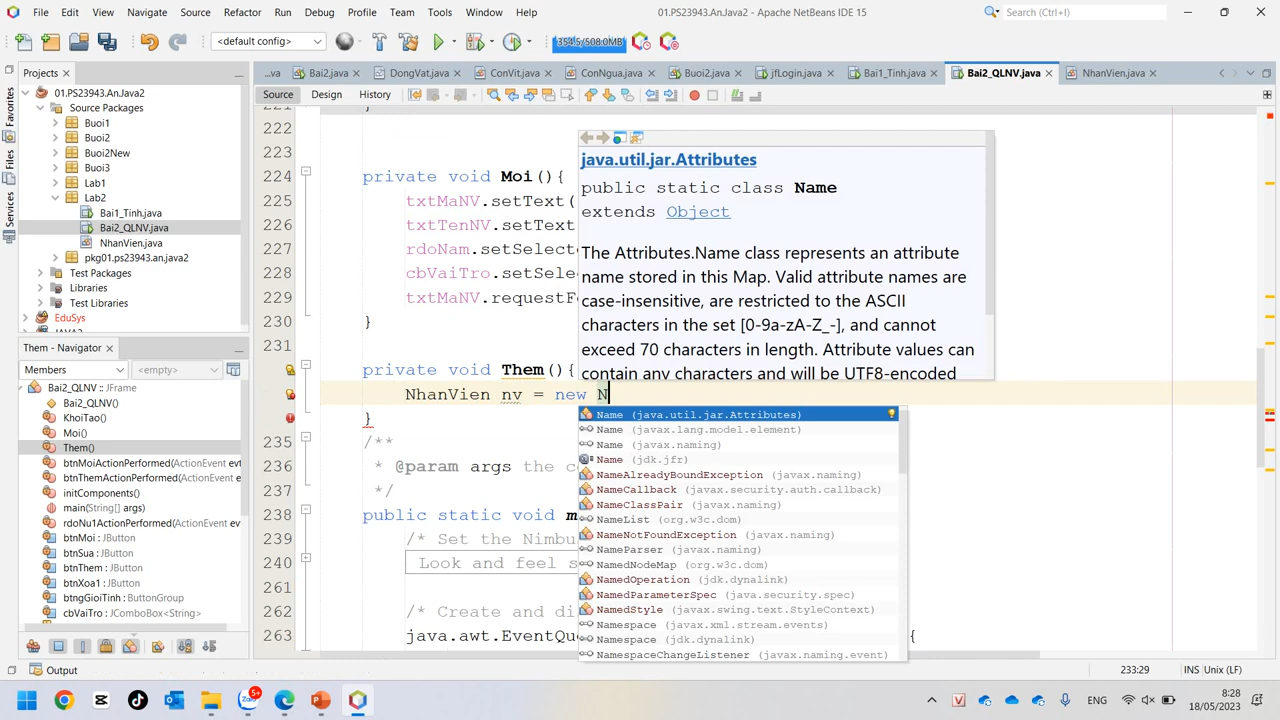 File Edit View Navigate Source Refactor Run Debug Profile Team Tools Window Help
01.PS23943.An.Java2 - Apache NetBeans IDE 15
Search (Ctrl+I)
<default config>
354.5/508.0MB
Projects
...va Bai2.java DongVat.java ConVit.java ConNgua.java Buoi2.java jfLogin.java Bai1_Tinh.java Bai2_QLNV.java NhanVien.java
Source Design History
Favorites
Files
Services
01.PS23943.An.Java2
Source Packages
Buoi1
Buoi2
Buoi2New
Buoi3
Lab1
Lab2
Bai1_Tinh.java
Bai2_QLNV.java
NhanVien.java
pkg01.ps23943.an.java2
Test Packages
Libraries
Test Libraries
EduSys
JAVA2
Them - Navigator
Members
<empty>
Bai2_QLNV :: JFrame
Bai2_QLNV()
KhoiTao()
Moi()
Them()
btnMoiActionPerformed(ActionEvent evt
btnThemActionPerformed(ActionEvent e
initComponents()
main(String[] args)
rdoNu1ActionPerformed(ActionEvent evt
btnMoi : JButton
btnSua : JButton
btnThem : JButton
btnXoa1 : JButton
btngGioiTinh : ButtonGroup
cbVaiTro : JComboBox<String>
221 }
222
223
224 private void Moi(){
225 txtMaNV.setText(
226 txtTenNV.setText
227 rdoNam.setSelect
228 cbVaiTro.setSele
229 txtMaNV.requestF
230 }
231
private void Them(){
NhanVien nv = new N
}
235 /**
236 * @param args the co
237 */
238 public static void m
239 /* Set the Nimbu
240 Look and feel s
261
262 /* Create and di
263 java.awt.EventQue {
java.util.jar.Attributes
public static class Name
extends Object
The Attributes.Name class represents an attribute
name stored in this Map. Valid attribute names are
case-insensitive, are restricted to the ASCII
characters in the set [0-9a-zA-Z_-], and cannot
exceed 70 characters in length. Attribute values can
contain any characters and will be UTF8-encoded
Name (java.util.jar.Attributes)
Name (javax.lang.model.element)
Name (javax.naming)
Name (jdk.jfr)
NameAlreadyBoundException (javax.naming)
NameCallback (javax.security.auth.callback)
NameClassPair (javax.naming)
NameList (org.w3c.dom)
NameNotFoundException (javax.naming)
NameParser (javax.naming)
NamedNodeMap (org.w3c.dom)
NamedOperation (jdk.dynalink)
NamedParameterSpec (java.security.spec)
NamedStyle (javax.swing.text.StyleContext)
Namespace (javax.xml.stream.events)
Namespace (jdk.dynalink)
NamespaceChangeListener (javax.naming.event)
Output
233:29
INS Unix (LF)
5+
ENG
8:28
18/05/2023